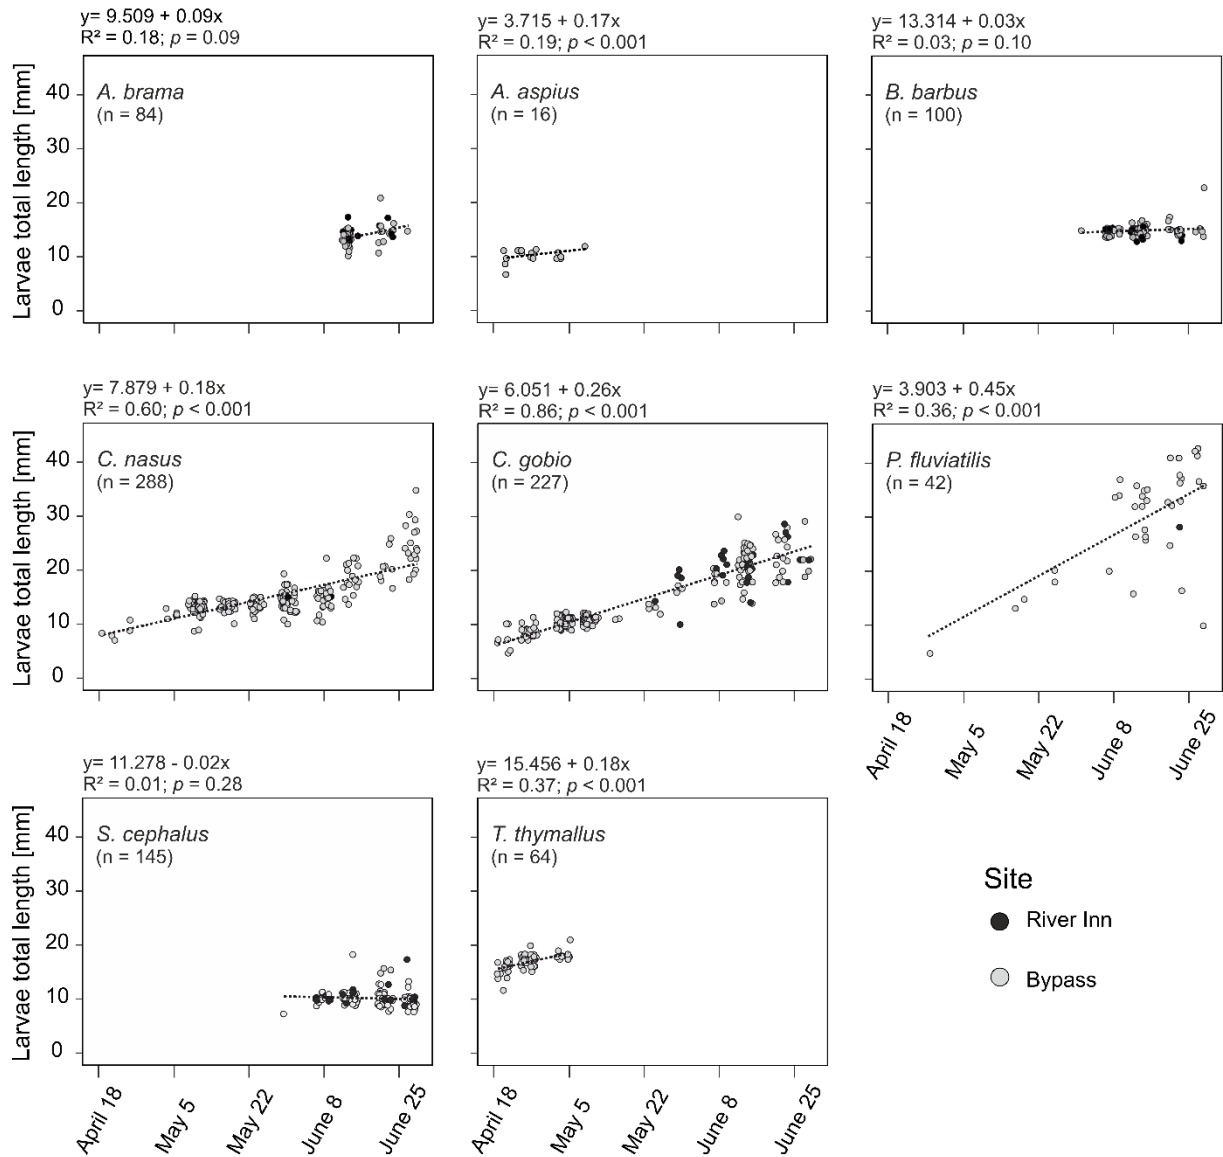 y= 9.509 + 0.09x
R² = 0.18; p = 0.09
y= 3.715 + 0.17x
R² = 0.19; p < 0.001
y= 13.314 + 0.03x
R² = 0.03; p = 0.10
Larvae total length [mm]
40
30
20
10
0
A. brama
(n = 84)
A. aspius
(n = 16)
B. barbus
(n = 100)
y= 7.879 + 0.18x
R² = 0.60; p < 0.001
y= 6.051 + 0.26x
R² = 0.86; p < 0.001
y= 3.903 + 0.45x
R² = 0.36; p < 0.001
Larvae total length [mm]
40
30
20
10
0
C. nasus
(n = 288)
C. gobio
(n = 227)
P. fluviatilis
(n = 42)
April 18
May 5
May 22
June 8
June 25
y= 11.278 - 0.02x
R² = 0.01; p = 0.28
y= 15.456 + 0.18x
R² = 0.37; p < 0.001
Larvae total length [mm]
40
30
20
10
0
S. cephalus
(n = 145)
T. thymallus
(n = 64)
April 18
May 5
May 22
June 8
June 25
April 18
May 5
May 22
June 8
June 25
Site
River Inn
Bypass